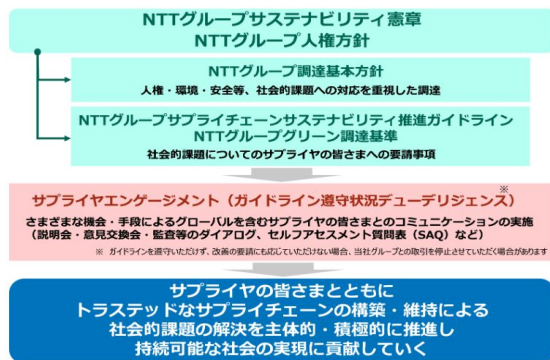 NTTグループサステナビリティ憲章
NTTグループ人権方針
NTTグループ調達基本方針
人権・環境・安全等、社会的課題への対応を重視した調達
NTTグループサプライチェーンサステナビリティ推進ガイドライン
NTTグループグリーン調達基準
社会的課題についてのサプライヤの皆さまへの要請事項
サプライヤエンゲージメント（ガイドライン遵守状況デューデリジェンス）※
さまざまな機会・手段によるグローバルを含むサプライヤの皆さまとのコミュニケーションの実施
（説明会・意見交換会・監査等のダイアログ、セルフアセスメント質問表（SAQ）など）
※ ガイドラインを遵守いただけず、改善の要請にも応じていただけない場合、当社グループとの取引を停止させていただく場合があります
サプライヤの皆さまとともに
トラステッドなサプライチェーンの構築・維持による
社会的課題の解決を主体的・積極的に推進し
持続可能な社会の実現に貢献していく